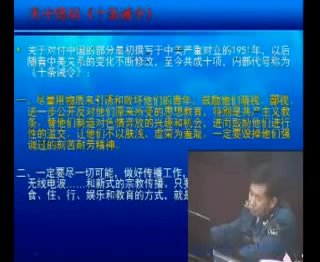 关于对付中国的部分最初撰写于中美严重对立的1951年,以后
随着中美关系的变化不断修改,至今共成十项,内部代号称为
《十条诫令》:
一、尽量用物质来引诱和败坏他们的青年,鼓励他们藐视、鄙视、
进一步公开反对他们原来所受的思想教育,特别是共产主义教
条。替他们制造对色情奔放的兴趣和机会,进而鼓励他们进行
性的滥交。让他们不以肤浅、虚荣为羞耻。一定要毁掉他们强
调过的刻苦耐劳精神。
二、一定要尽一切可能,做好传播工作,
无线电波……和新式的宗教传播。只要
食、住、行、娱乐和教育的方式,就是